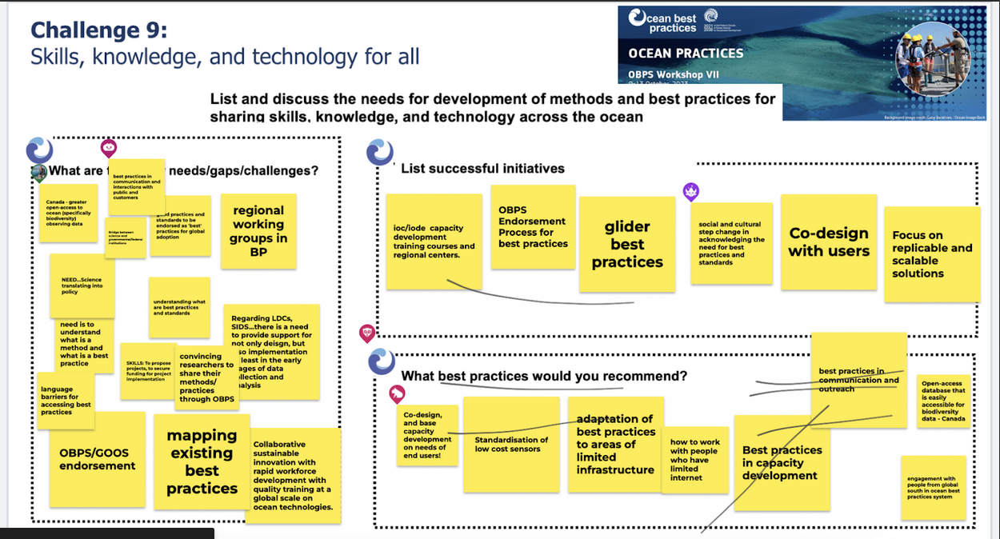 Challenge 9:
Skills, knowledge, and technology for all
Ocean best
practices
2021
2030
OCEAN PRACTICES
OBPS Workshop VII
9-13 October, 2023
List and discuss the needs for development of methods and best practices for
sharing skills, knowledge, and technology across the ocean
What are
needs/gaps/challenges?
best practices in
communication and
interactions with
public and
customers
Canada - greater
open-access to
ocean (specifically
biodiversity)
observing data
Bridge between
science and
governmental/federal
institutions
practices and
standards to be
endorsed as 'best'
practices for global
adoption
regional
working
groups in
BP
NEED...Science
translating into
policy
understanding what
are best practices
and standards
need is to
understand
what is a
method and
what is a best
practice
Regarding LDCs,
SIDS...there is a need
to provide support for
not only deisgn, but
implementation
least in the early
of data
and
SKILLS: To propose
projects, to secure
funding for project
implementation
convincing
researchers to
share their
methods/
practices
through OBPS
language
barriers for
accessing best
practices
OBPS/GOOS
endorsement
mapping
existing
best
practices
Collaborative
sustainable
innovation with
rapid workforce
development with
quality training at a
global scale on
ocean technologies.
List successful initiatives
ioc/iode capacity
development
training courses and
regional centers.
OBPS
Endorsement
Process for
best practices
glider
best
practices
social and cultural
step change in
acknowledging the
need for best
practices and
standards
Co-design
with users
Focus on
replicable and
scalable
solutions
What best practices would you recommend?
Co-design,
and base
capacity
development
on needs of
end users!
Standardisation of
low cost sensors
adaptation of
best practices
to areas of
limited
infrastructure
how to work
with people
who have
limited
internet
Best practices
in capacity
development
best practices in
communication and
outreach
Open-access
database that
is easily
accessible for
biodiversity
data - Canada
engagement with
people from global
south in ocean best
practices system